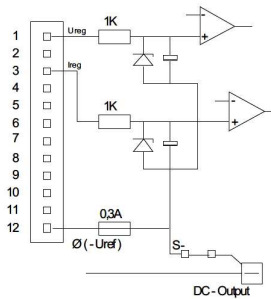 1 Ureg 1K
2
3 Ireg
4
5 1K
6
7
8
9
10
11 0,3A
12
Ø (-Uref) S-
DC-Output
- +
- +